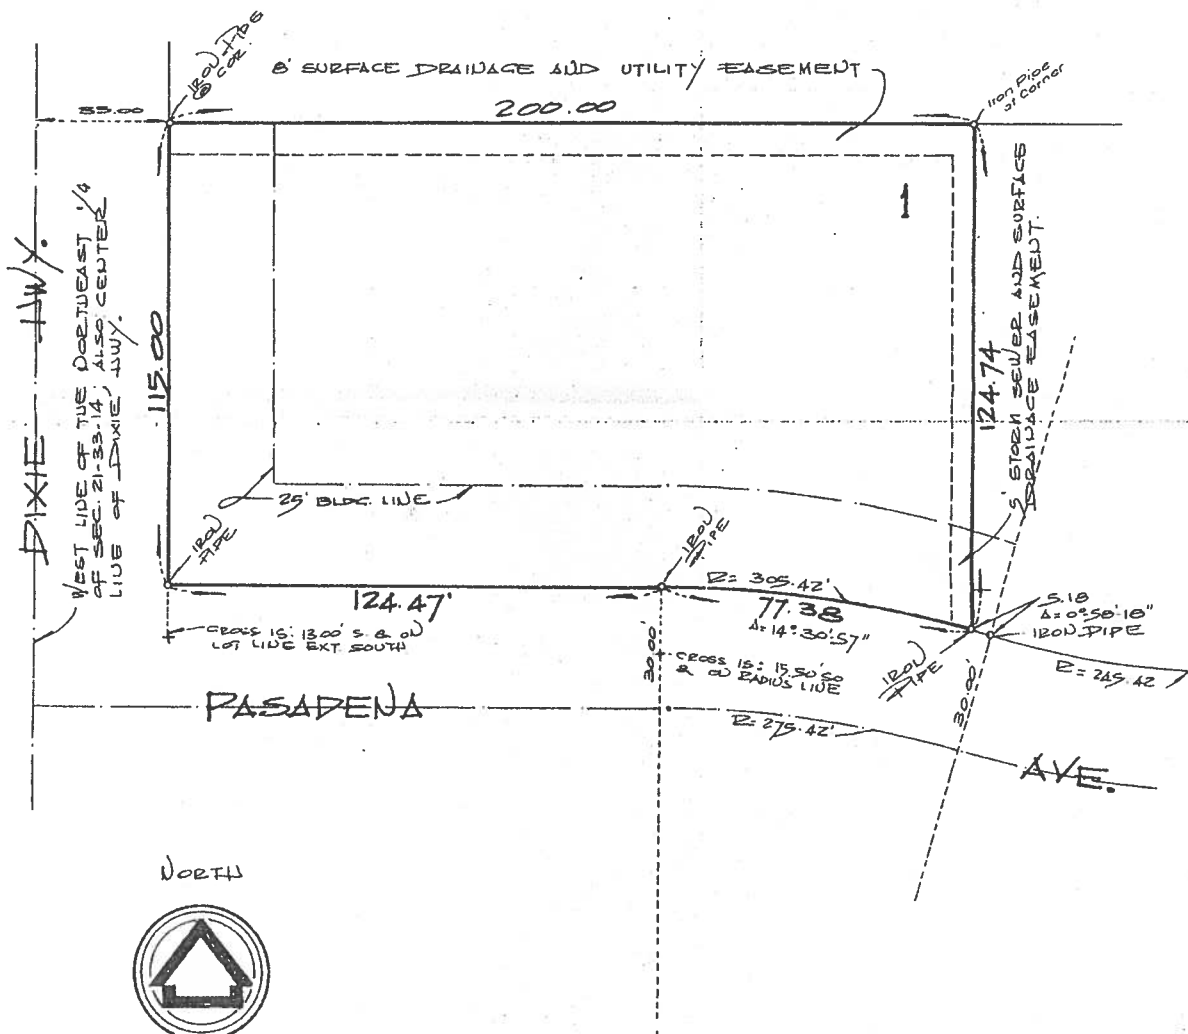 IRON PIPE
@ COR.
8' SURFACE DRAINAGE AND UTILITY EASEMENT
Iron Pipe
at Corner
33.00
200.00
1
DIXIE HWY.
WEST LINE OF THE NORTHEAST 1/4
OF SEC. 21-33-14; ALSO CENTER
LINE OF DIXIE HWY.
115.00
124.74
5' STORM SEWER AND SURFACE
DRAINAGE EASEMENT.
25' BLDG. LINE
IRON
PIPE
IRON
PIPE
R= 305.42'
124.47'
77.38
Δ= 14°30'57"
5.18
Δ= 0°58'18"
IRON PIPE
CROSS IS: 13.00' S. & ON
LOT LINE EXT. SOUTH
30.00'
CROSS IS: 15.50' SO
& ON RADIUS LINE
IRON
PIPE
R= 245.42
30.00'
PASADENA
R= 275.42'
AVE.
NORTH